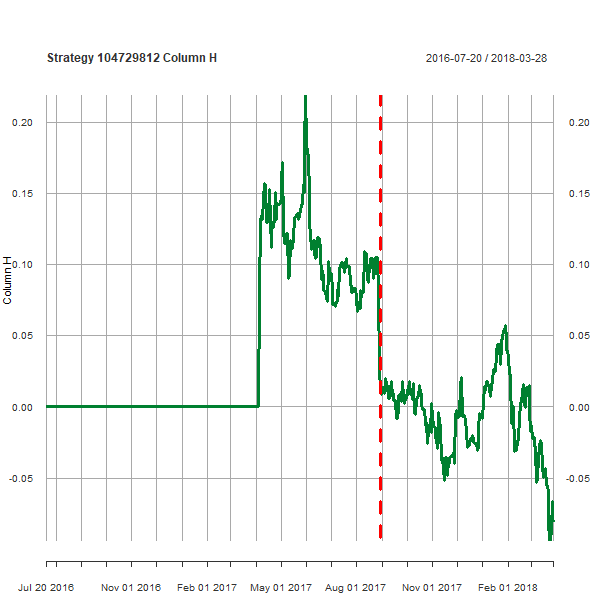 Strategy 104729812 Column H
2016-07-20 / 2018-03-28
0.20
0.20
0.15
0.15
0.10
0.10
Column H
0.05
0.05
0.00
0.00
-0.05
-0.05
Jul 20 2016
Nov 01 2016
Feb 01 2017
May 01 2017
Aug 01 2017
Nov 01 2017
Feb 01 2018